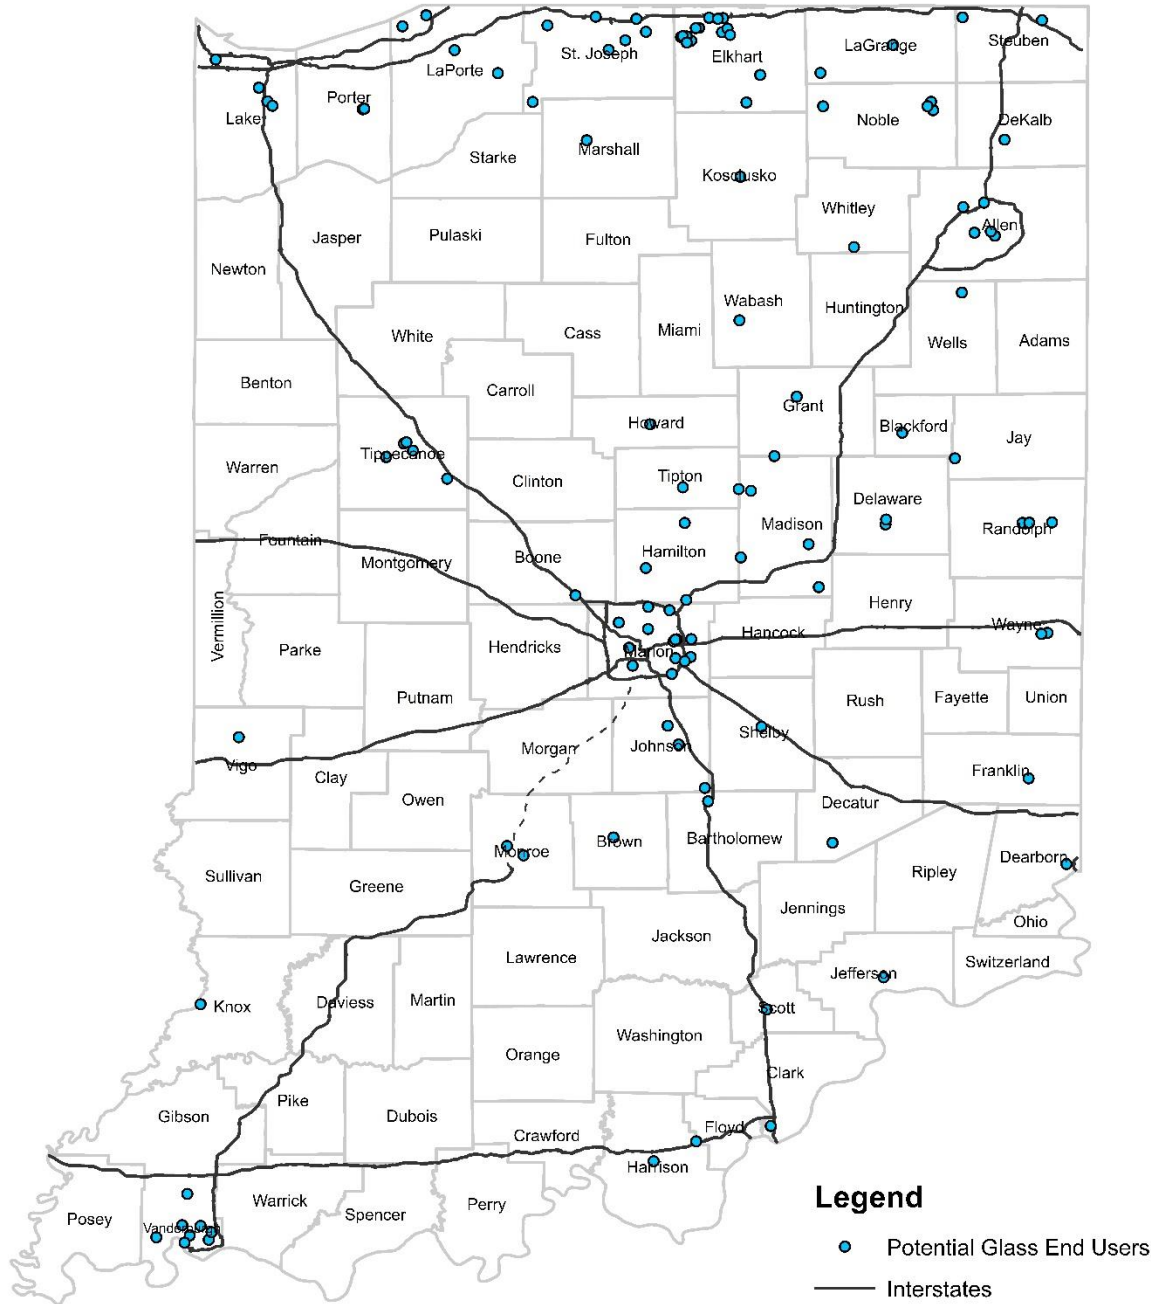 LaGrange
Steuben
St. Joseph
Elkhart
LaPorte
Porter
Lake
Noble
DeKalb
Starke
Marshall
Kosciusko
Whitley
Allen
Jasper
Pulaski
Fulton
Newton
Wabash
Huntington
White
Cass
Miami
Wells
Adams
Benton
Carroll
Grant
Howard
Blackford
Jay
Tippecanoe
Warren
Clinton
Tipton
Delaware
Madison
Randolph
Fountain
Montgomery
Boone
Hamilton
Vermillion
Henry
Wayne
Hancock
Parke
Hendricks
Marion
Putnam
Rush
Fayette
Union
Shelby
Morgan
Johnson
Vigo
Clay
Franklin
Owen
Decatur
Monroe
Brown
Bartholomew
Dearborn
Sullivan
Greene
Ripley
Jennings
Ohio
Jackson
Lawrence
Switzerland
Jefferson
Knox
Daviess
Martin
Scott
Washington
Orange
Clark
Pike
Gibson
Dubois
Crawford
Floyd
Harrison
Warrick
Perry
Posey
Spencer
Vanderburgh
Legend
Potential Glass End Users
Interstates